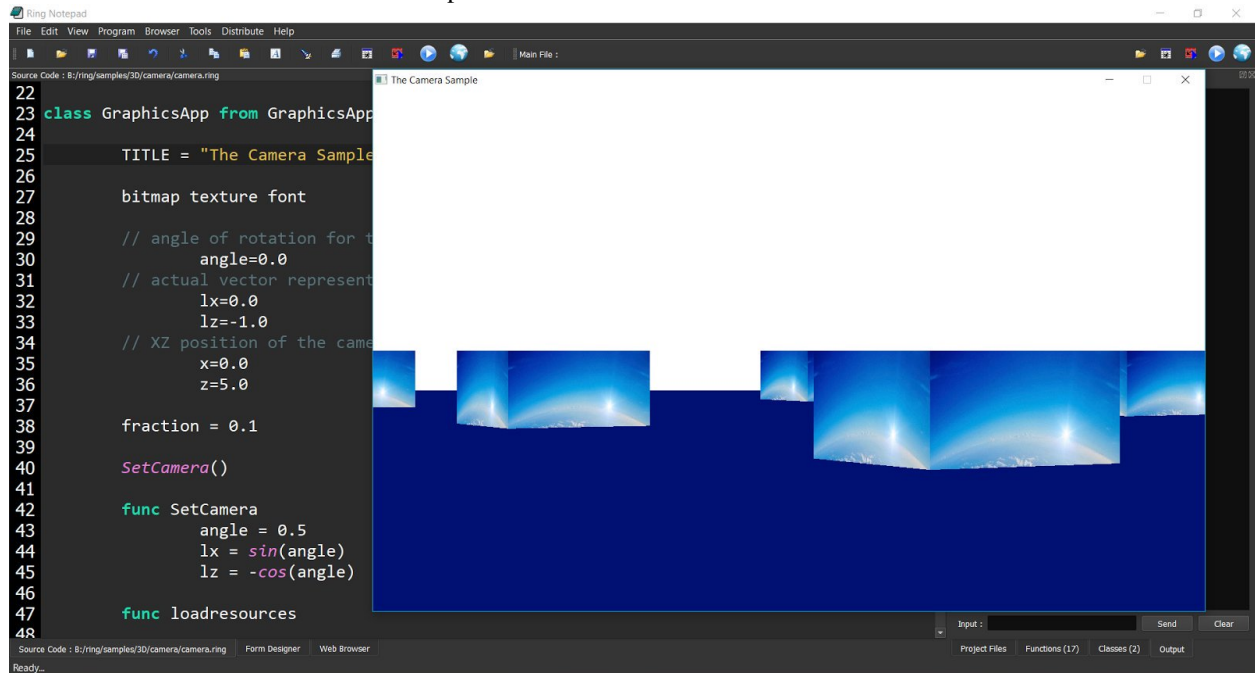 Ring Notepad
File Edit View Program Browser Tools Distribute Help
Main File :
Source Code : B:/ring/samples/3D/camera/camera.ring
The Camera Sample
22
23 class GraphicsApp from GraphicsApp
24
25 TITLE = "The Camera Sample
26
27 bitmap texture font
28
29 // angle of rotation for t
30 angle=0.0
31 // actual vector represent
32 lx=0.0
33 lz=-1.0
34 // XZ position of the came
35 x=0.0
36 z=5.0
37
38 fraction = 0.1
39
40 SetCamera()
41
42 func SetCamera
43 angle = 0.5
44 lx = sin(angle)
45 lz = -cos(angle)
46
47 func loadresources
48
Input :
Send Clear
Source Code : B:/ring/samples/3D/camera/camera.ring Form Designer Web Browser
Project Files Functions (17) Classes (2) Output
Ready...